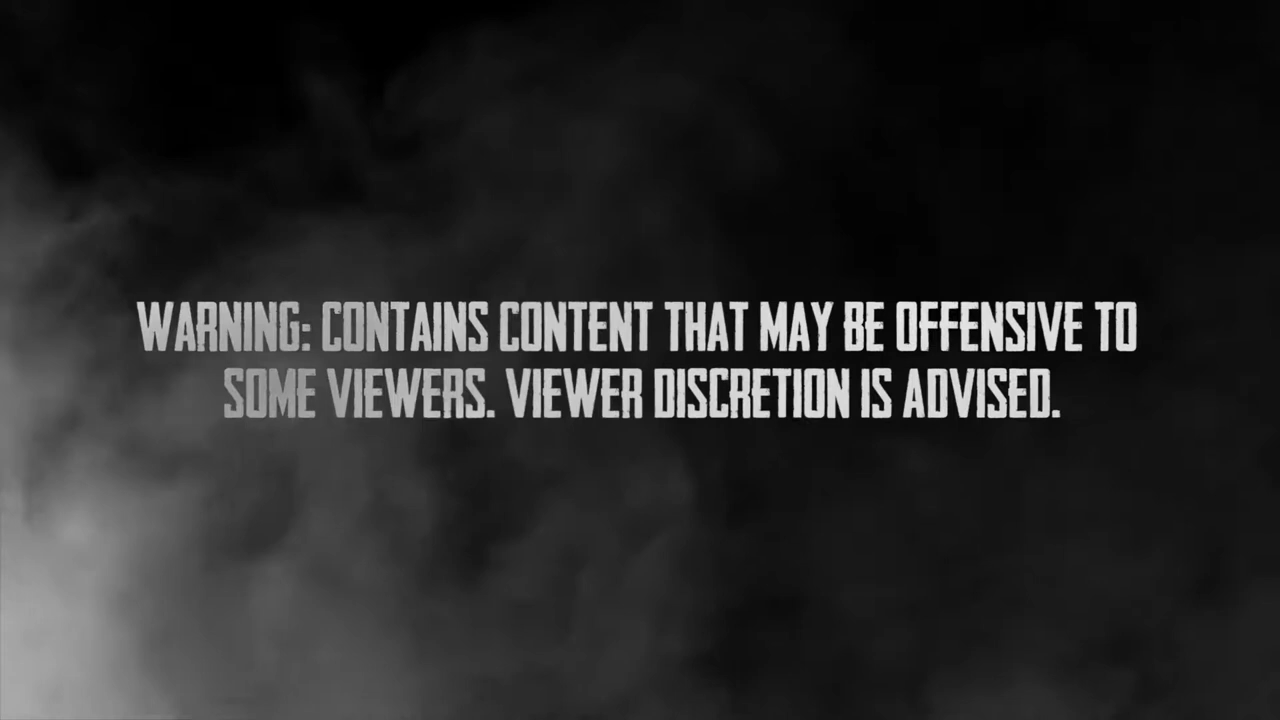 WARNING: CONTAINS CONTENT THAT MAY BE OFFENSIVE TO
SOME VIEWERS. VIEWER DISCRETION IS ADVISED.